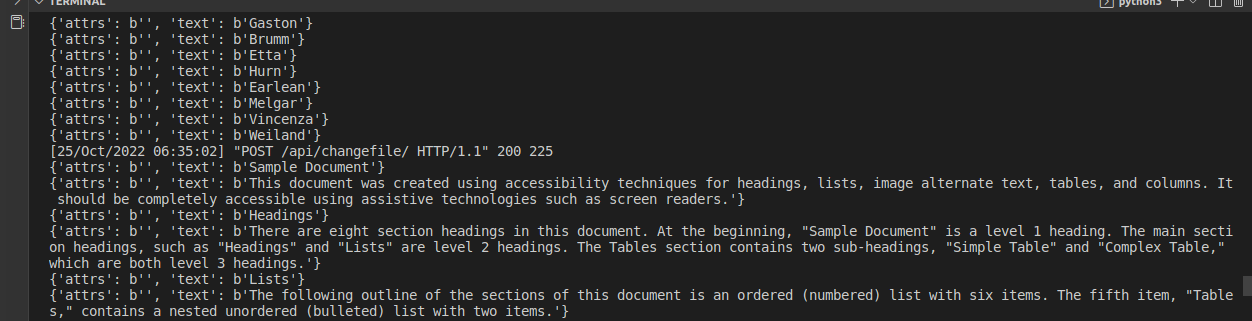 TERMINAL
python3
{'attrs': b'', 'text': b'Gaston'}
{'attrs': b'', 'text': b'Brumm'}
{'attrs': b'', 'text': b'Etta'}
{'attrs': b'', 'text': b'Hurn'}
{'attrs': b'', 'text': b'Earlean'}
{'attrs': b'', 'text': b'Melgar'}
{'attrs': b'', 'text': b'Vincenza'}
{'attrs': b'', 'text': b'Weiland'}
[25/Oct/2022 06:35:02] "POST /api/changefile/ HTTP/1.1" 200 225
{'attrs': b'', 'text': b'Sample Document'}
{'attrs': b'', 'text': b'This document was created using accessibility techniques for headings, lists, image alternate text, tables, and columns. It
 should be completely accessible using assistive technologies such as screen readers.'}
{'attrs': b'', 'text': b'Headings'}
{'attrs': b'', 'text': b'There are eight section headings in this document. At the beginning, "Sample Document" is a level 1 heading. The main secti
on headings, such as "Headings" and "Lists" are level 2 headings. The Tables section contains two sub-headings, "Simple Table" and "Complex Table,"
which are both level 3 headings.'}
{'attrs': b'', 'text': b'Lists'}
{'attrs': b'', 'text': b'The following outline of the sections of this document is an ordered (numbered) list with six items. The fifth item, "Table
s," contains a nested unordered (bulleted) list with two items.'}